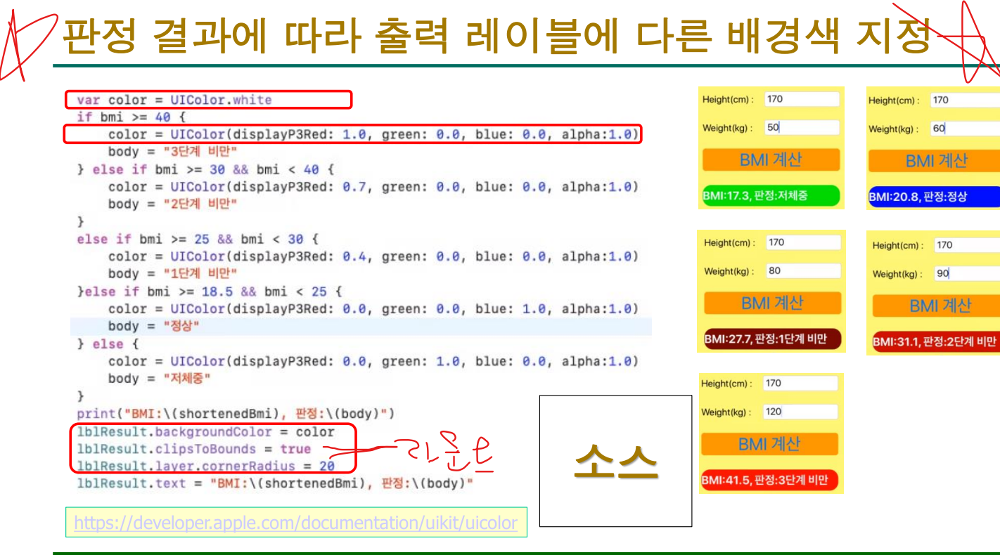 판정 결과에 따라 출력 레이블에 다른 배경색 지정
var color = UIColor.white
if bmi >= 40 {
    color = UIColor(displayP3Red: 1.0, green: 0.0, blue: 0.0, alpha:1.0)
    body = "3단계 비만"
} else if bmi >= 30 && bmi < 40 {
    color = UIColor(displayP3Red: 0.7, green: 0.0, blue: 0.0, alpha:1.0)
    body = "2단계 비만"
}
else if bmi >= 25 && bmi < 30 {
    color = UIColor(displayP3Red: 0.4, green: 0.0, blue: 0.0, alpha:1.0)
    body = "1단계 비만"
}else if bmi >= 18.5 && bmi < 25 {
    color = UIColor(displayP3Red: 0.0, green: 0.0, blue: 1.0, alpha:1.0)
    body = "정상"
} else {
    color = UIColor(displayP3Red: 0.0, green: 1.0, blue: 0.0, alpha:1.0)
    body = "저체중"
}
print("BMI:\(shortenedBmi), 판정:\(body)")
lblResult.backgroundColor = color
lblResult.clipsToBounds = true
lblResult.layer.cornerRadius = 20
lblResult.text = "BMI:\(shortenedBmi), 판정:\(body)"
라운드
https://developer.apple.com/documentation/uikit/uicolor
소스
Height(cm) : 170
Weight(kg) : 50
BMI 계산
BMI:17.3, 판정:저체중
Height(cm) : 170
Weight(kg) : 60
BMI 계산
BMI:20.8, 판정:정상
Height(cm) : 170
Weight(kg) : 80
BMI 계산
BMI:27.7, 판정:1단계 비만
Height(cm) : 170
Weight(kg) : 90
BMI 계산
BMI:31.1, 판정:2단계 비만
Height(cm) : 170
Weight(kg) : 120
BMI 계산
BMI:41.5, 판정:3단계 비만